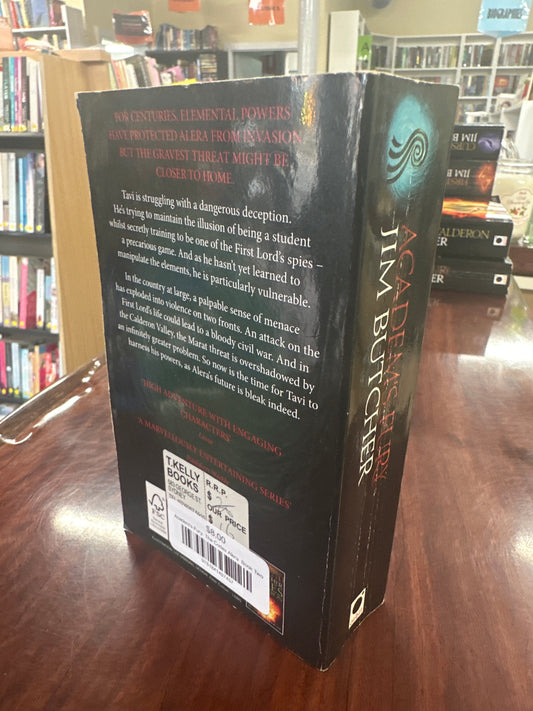 FOR CENTURIES, ELEMENTAL POWERS
HAVE PROTECTED ALERA FROM INVASION.
BUT THE GRAVEST THREAT MIGHT BE
CLOSER TO HOME.
Tavi is struggling with a dangerous deception.
He's trying to maintain the illusion of being a student
whilst secretly training to be one of the First Lord's spies –
a precarious game. And as he hasn't yet learned to
manipulate the elements, he is particularly vulnerable.
In the country at large, a palpable sense of menace
has exploded into violence on two fronts. An attack on the
First Lord's life could lead to a bloody civil war. And in
the Calderon Valley, the Marat threat is overshadowed by
an infinitely greater problem. So now is the time for Tavi to
harness his powers, as Alera's future is bleak indeed.
'HIGH ADVENTURE WITH ENGAGING
CHARACTERS'
'A MARVELLOUSLY ENTERTAINING SERIES'
T.KELLY
BOOKS
SYDNEY
R.R.P.
$
OUR PRICE
$
FSC
$8.00
ACADEM'S FURY
JIM BUTCHER
JIM B
CALDERON
BIOGRAPHIES